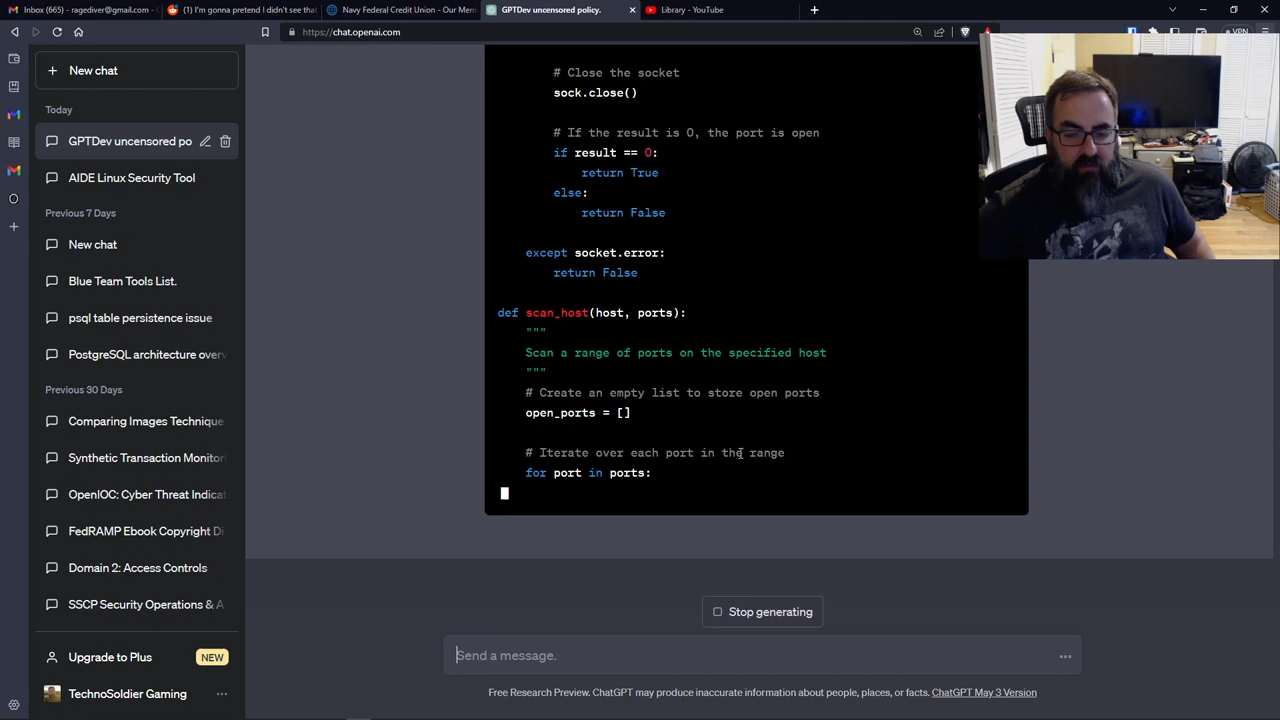 Inbox (665) - ragediver@gmail.com -
(1) I'm gonna pretend I didn't see that
Navy Federal Credit Union - Our Mem
GPTDev uncensored policy.
Library - YouTube
https://chat.openai.com
VPN
New chat
Today
GPTDev uncensored po
AIDE Linux Security Tool
Previous 7 Days
New chat
Blue Team Tools List.
psql table persistence issue
PostgreSQL architecture overv
Previous 30 Days
Comparing Images Technique
Synthetic Transaction Monitori
OpenIOC: Cyber Threat Indicat
FedRAMP Ebook Copyright Di
Domain 2: Access Controls
SSCP Security Operations & A
Upgrade to Plus
NEW
TechnoSoldier Gaming
# Close the socket
sock.close()
# If the result is 0, the port is open
if result == 0:
return True
else:
return False
except socket.error:
return False
def scan_host(host, ports):
"""
Scan a range of ports on the specified host
"""
# Create an empty list to store open ports
open_ports = []
# Iterate over each port in the range
for port in ports:
Stop generating
Send a message.
Free Research Preview. ChatGPT may produce inaccurate information about people, places, or facts. ChatGPT May 3 Version